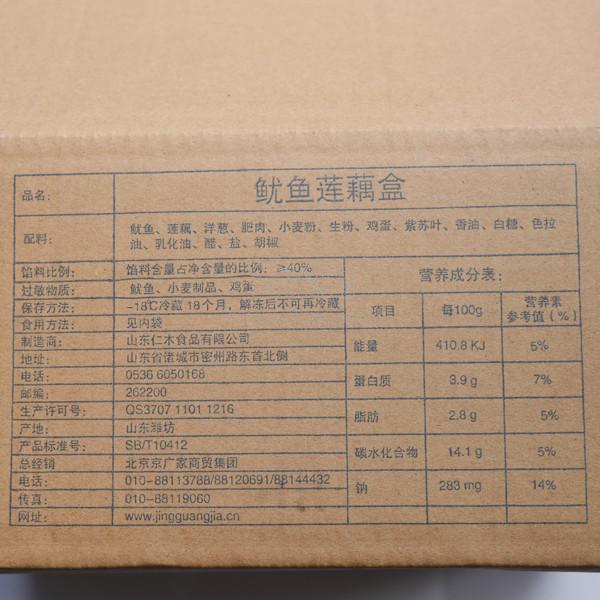 品名: 鱿鱼莲藕盒
配料: 鱿鱼、莲藕、洋葱、肥肉、小麦粉、生粉、鸡蛋、紫苏叶、香油、白糖、色拉
油、乳化油、醋、盐、胡椒
馅料比例: 馅料含量占净含量的比例: ≥40%
过敏物质: 鱿鱼、小麦制品、鸡蛋
保存方法: -18℃冷藏 18个月,解冻后不可再冷藏
食用方法: 见内袋
制造商: 山东仁木食品有限公司
地址: 山东省诸城市密州路东首北侧
电话: 0536 6050168
邮编: 262200
生产许可号: QS3707 1101 1216
产地: 山东潍坊
产品标准号: SB/T10412
总经销 北京京广家商贸集团
电话: 010-88113788/88120691/88144432
传真: 010-88119060
网址: www.jingguangjia.cn
营养成分表:
项目 每100g 营养素
参考值(%)
能量 410.8 KJ 5%
蛋白质 3.9 g 7%
脂肪 2.8 g 5%
碳水化合物 14.1 g 5%
钠 283 mg 14%